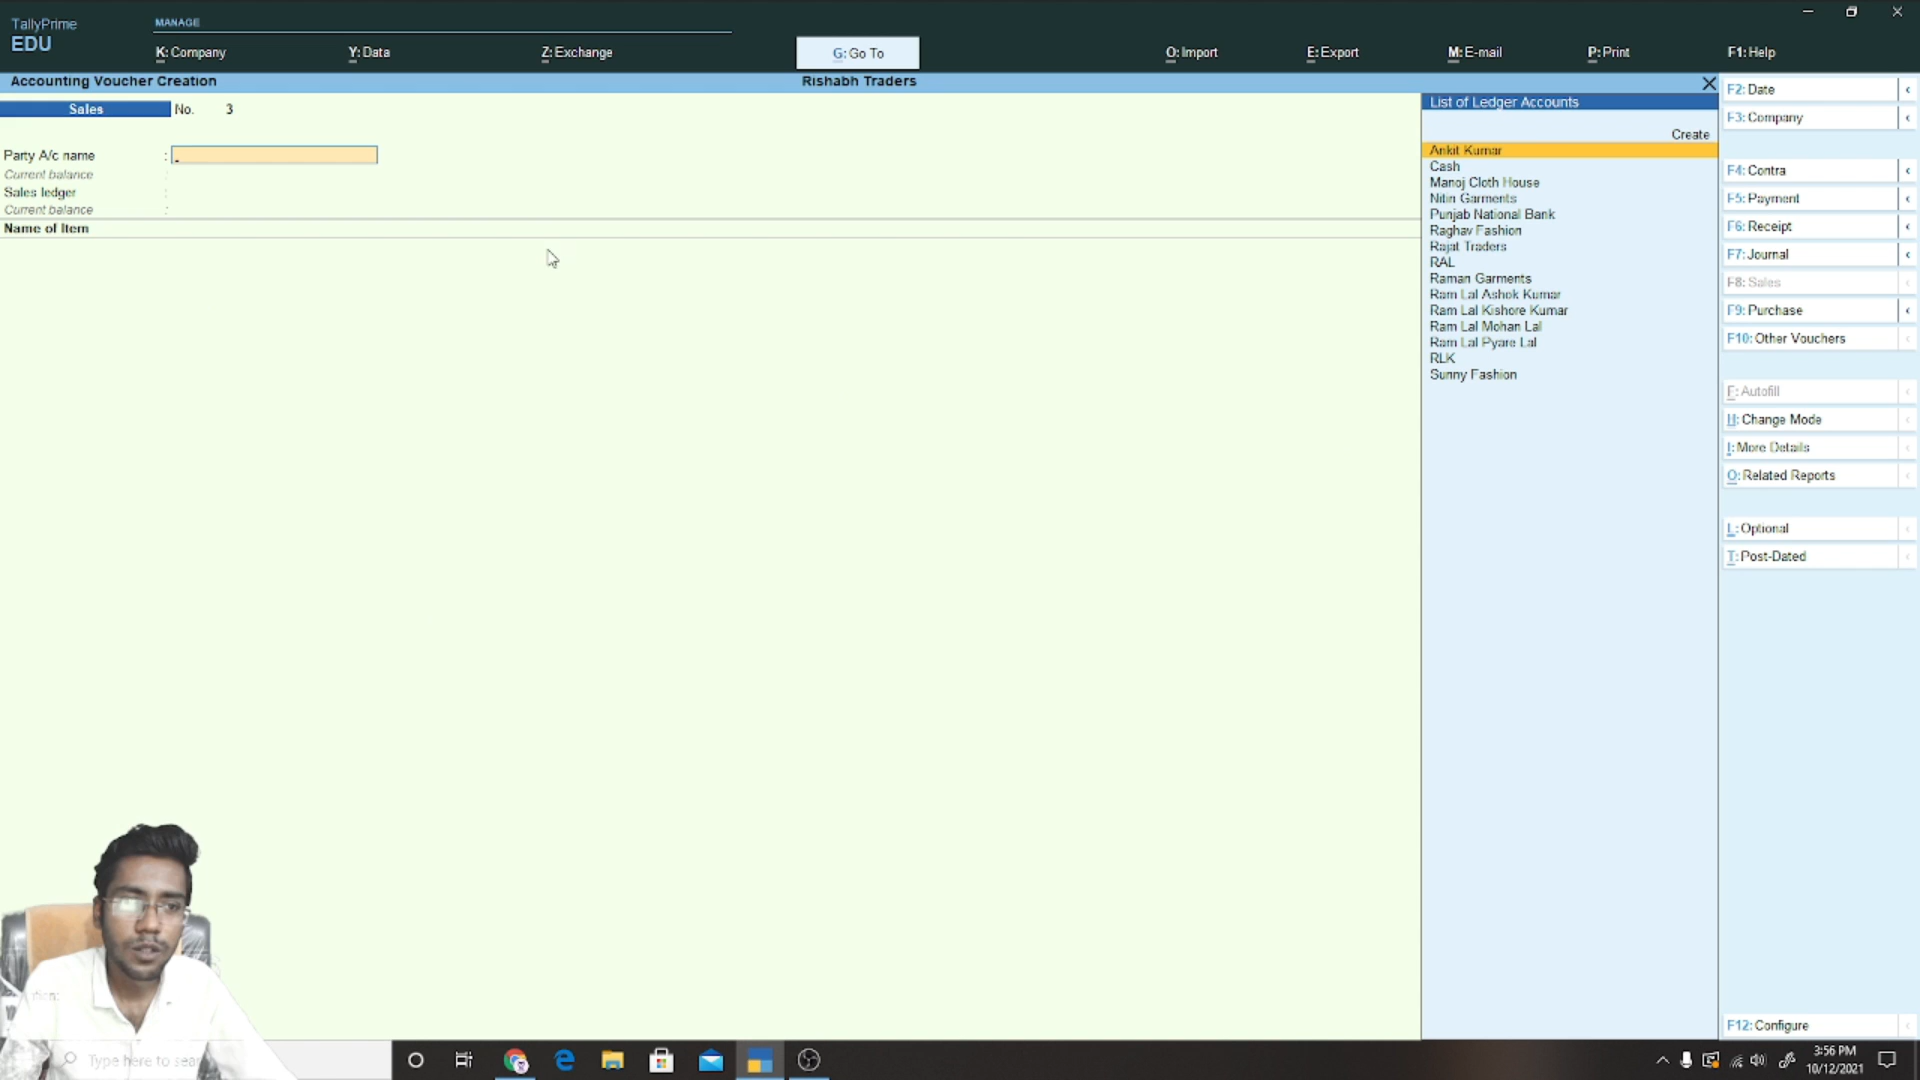 TallyPrime
EDU
MANAGE
K: Company
Y: Data
Z: Exchange
G: Go To
O: Import
E: Export
M: E-mail
P: Print
F1: Help
Accounting Voucher Creation
Rishabh Traders
Sales
No. 3
Party A/c name :
Current balance :
Sales ledger :
Current balance :
Name of Item
List of Ledger Accounts
Create
Ankit Kumar
Cash
Manoj Cloth House
Nitin Garments
Punjab National Bank
Raghav Fashion
Rajat Traders
RAL
Raman Garments
Ram Lal Ashok Kumar
Ram Lal Kishore Kumar
Ram Lal Mohan Lal
Ram Lal Pyare Lal
RLK
Sunny Fashion
F2: Date
F3: Company
F4: Contra
F5: Payment
F6: Receipt
F7: Journal
F8: Sales
F9: Purchase
F10: Other Vouchers
F: Autofill
H: Change Mode
I: More Details
O: Related Reports
L: Optional
T: Post-Dated
F12: Configure
Type here to sear
3:56 PM
10/12/2021